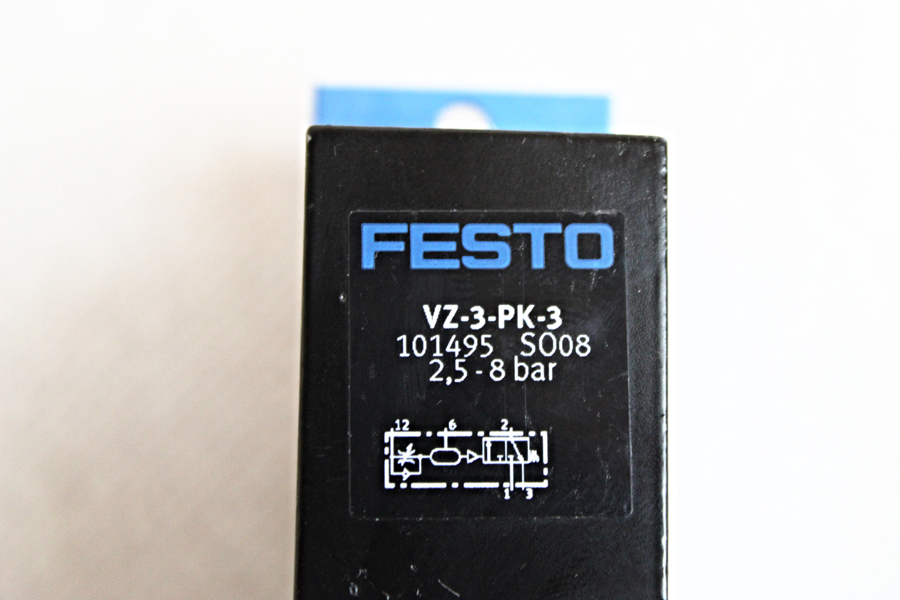 FESTO
VZ-3-PK-3
101495 SO08
2,5 - 8 bar
12 6 2
1 3